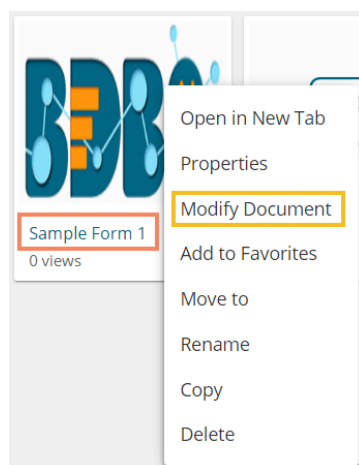 BDB
Sample Form 1
0 views
Open in New Tab
Properties
Modify Document
Add to Favorites
Move to
Rename
Copy
Delete